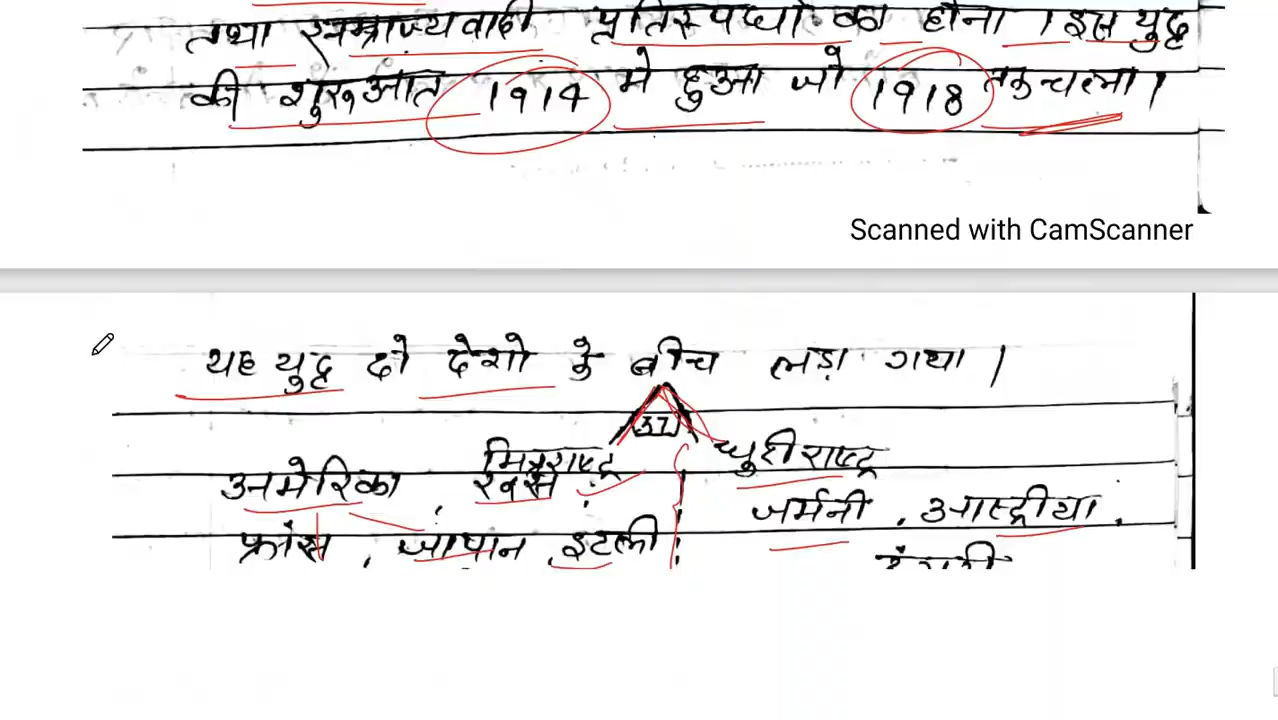 तथा साम्राज्यवादी प्रतिस्पर्धा का होना । इस युद्ध
की शुरुआत 1914 मे हुआ जो 1918 तक चला ।
Scanned with CamScanner
यह युद्ध दो देशो के बीच लड़ा गया ।
37
मित्रराष्ट्र धुरीराष्ट्र
अमेरिका, रूस, जर्मनी, आस्ट्रीया,
फ्रांस, जापान, इटली